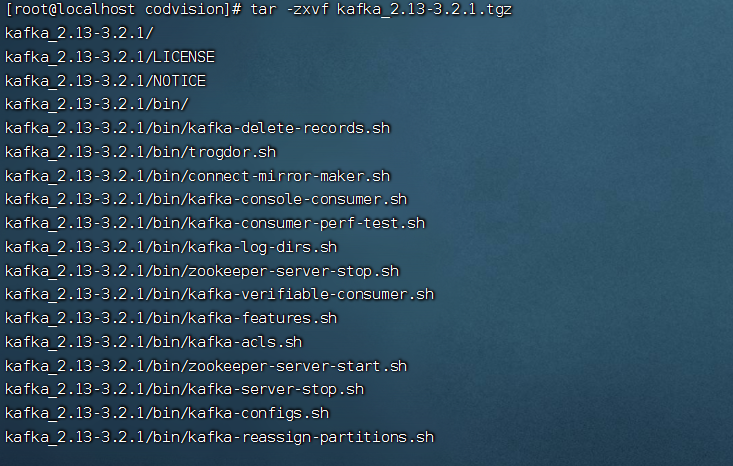 [root@localhost codvision]# tar -zxvf kafka_2.13-3.2.1.tgz
kafka_2.13-3.2.1/
kafka_2.13-3.2.1/LICENSE
kafka_2.13-3.2.1/NOTICE
kafka_2.13-3.2.1/bin/
kafka_2.13-3.2.1/bin/kafka-delete-records.sh
kafka_2.13-3.2.1/bin/trogdor.sh
kafka_2.13-3.2.1/bin/connect-mirror-maker.sh
kafka_2.13-3.2.1/bin/kafka-console-consumer.sh
kafka_2.13-3.2.1/bin/kafka-consumer-perf-test.sh
kafka_2.13-3.2.1/bin/kafka-log-dirs.sh
kafka_2.13-3.2.1/bin/zookeeper-server-stop.sh
kafka_2.13-3.2.1/bin/kafka-verifiable-consumer.sh
kafka_2.13-3.2.1/bin/kafka-features.sh
kafka_2.13-3.2.1/bin/kafka-acls.sh
kafka_2.13-3.2.1/bin/zookeeper-server-start.sh
kafka_2.13-3.2.1/bin/kafka-server-stop.sh
kafka_2.13-3.2.1/bin/kafka-configs.sh
kafka_2.13-3.2.1/bin/kafka-reassign-partitions.sh